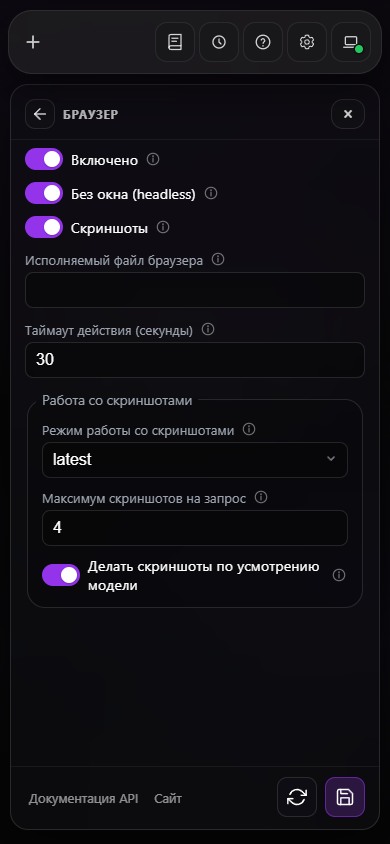 БРАУЗЕР
Включено
Без окна (headless)
Скриншоты
Исполняемый файл браузера
Таймаут действия (секунды)
30
Работа со скриншотами
Режим работы со скриншотами
latest
Максимум скриншотов на запрос
4
Делать скриншоты по усмотрению
модели
Документация API Сайт